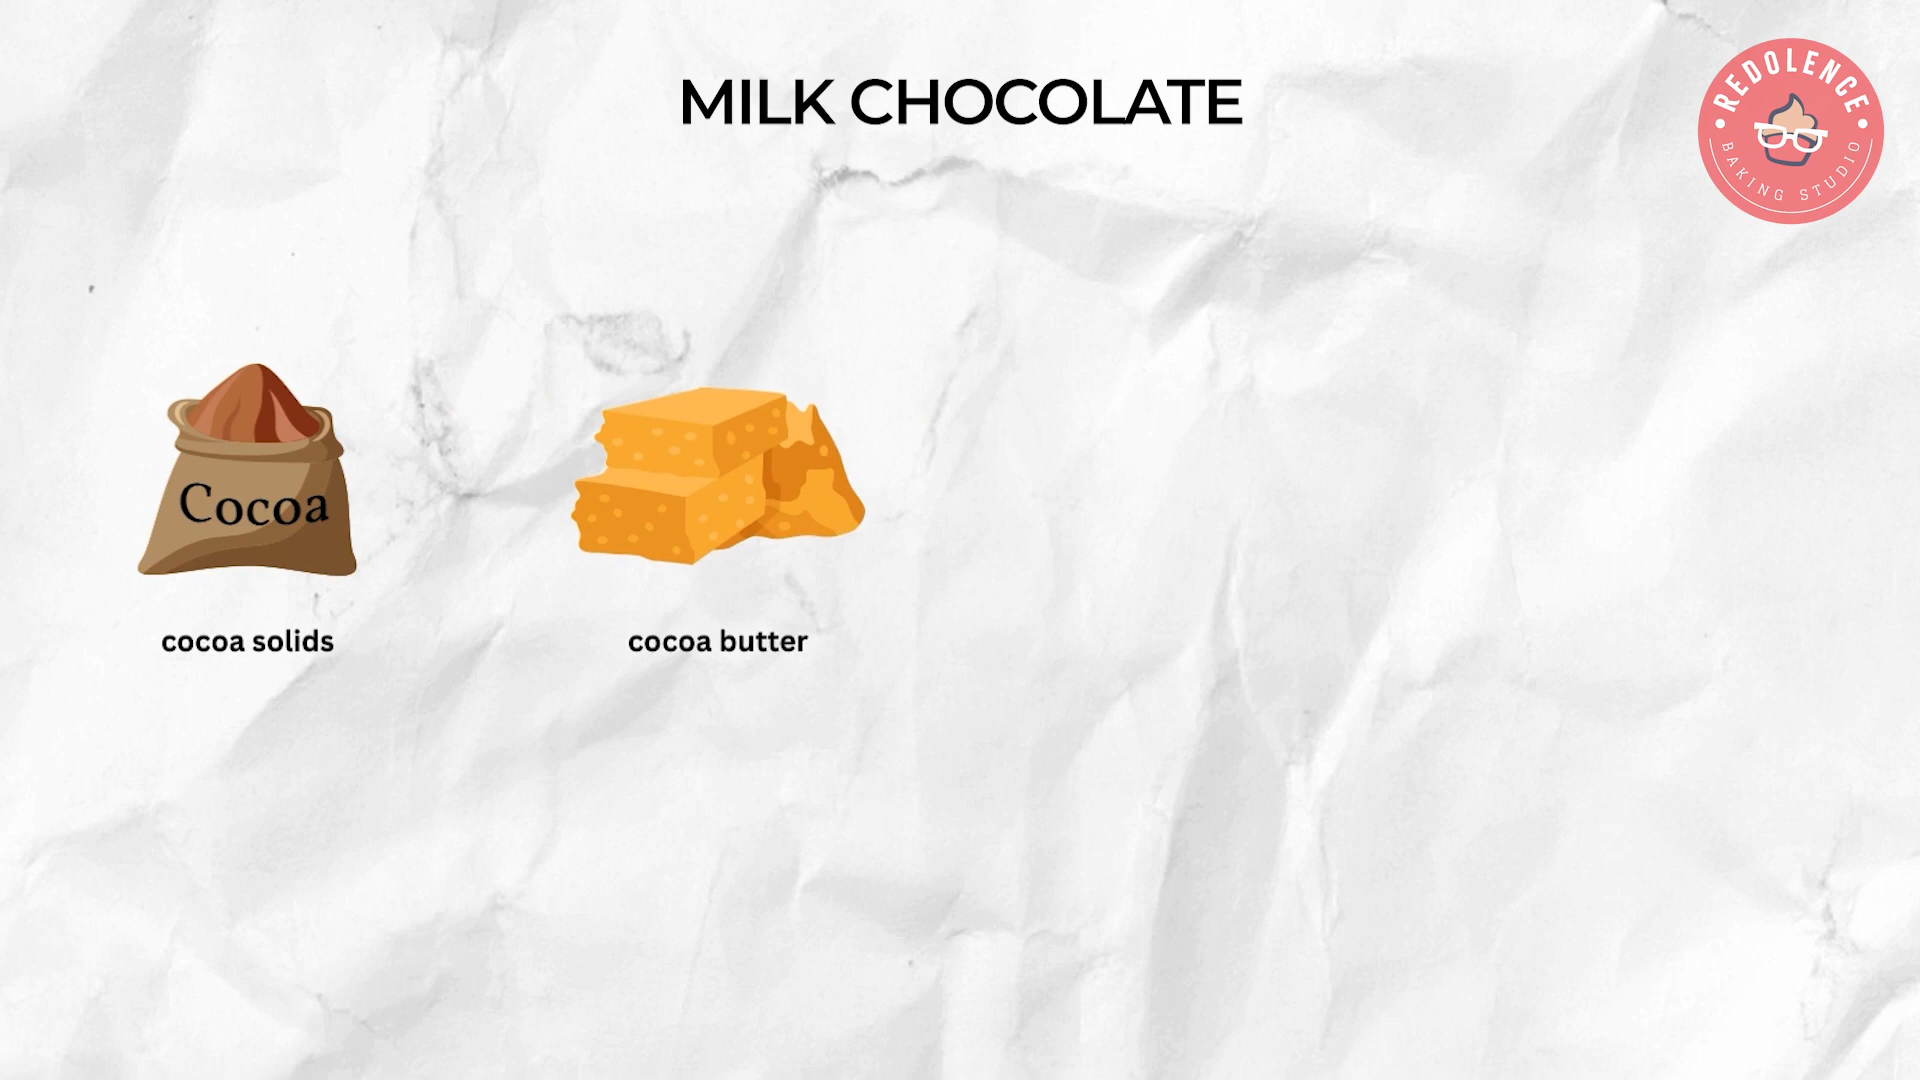 MILK CHOCOLATE
REDOLENCE
BAKING STUDIO
Cocoa
cocoa solids
cocoa butter